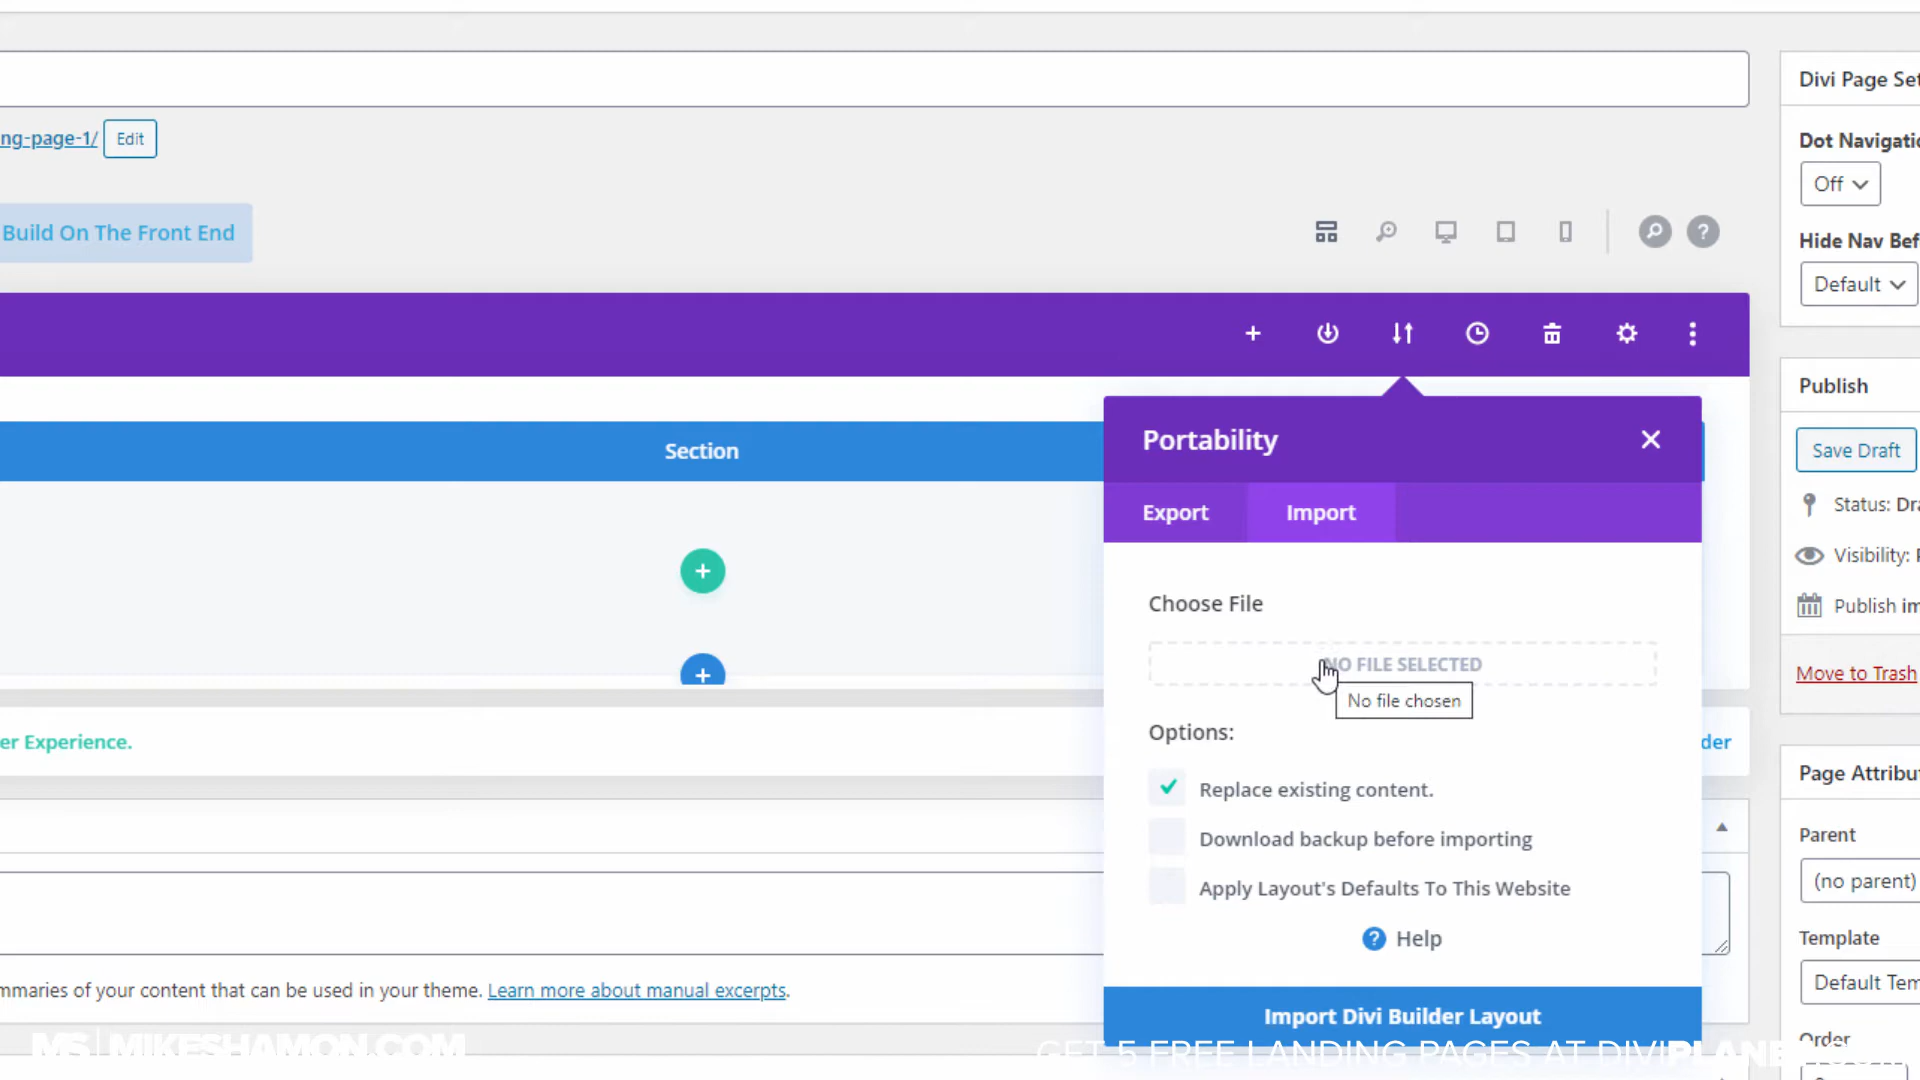 Divi Page Set
Dot Navigatio
Off
ng-page-1/
Edit
Build On The Front End
Hide Nav Bef
Default
Publish
Portability
Section
Save Draft
Export
Import
Status: Dra
Visibility: P
Choose File
Publish im
NO FILE SELECTED
No file chosen
Move to Trash
Options:
er Experience.
der
Page Attribut
Replace existing content.
Parent
Download backup before importing
(no parent)
Apply Layout's Defaults To This Website
Help
Template
Default Tem
mmaries of your content that can be used in your theme. Learn more about manual excerpts.
Import Divi Builder Layout
Order
MS | MIKESHAMON.COM
GET 5 FREE LANDING PAGES AT DIVIPLANET.COM